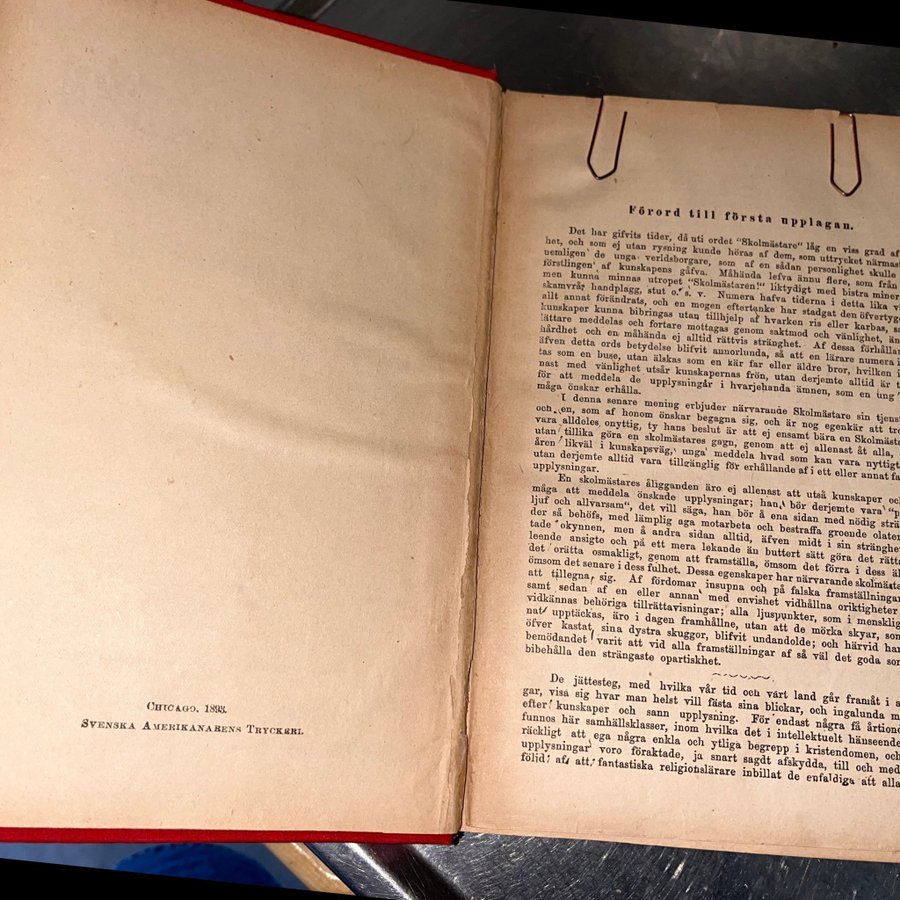 CHICAGO, 1893.
SVENSKA AMERIKANARENS TRYCKERI.
Förord till första upplagan.
Det har gifvits tider, då uti ordet "Skolmästare" låg en viss grad af
het, och som ej utan rysning kunde höras af dem, som uttrycket närmast
nemligen de unga verldsborgare, som af en sådan personlighet skulle
förstlingen af kunskapens gåfva. Måhända lefva ännu flere, som från
men kunna minnas utropet "Skolmästaren!" liktydigt med bistra miner
skamvrå, handplagg, stut o. s. v. Numera hafva tiderna i detta lika v
allt annat förändrats, och en mogen eftertanke har stadgat den öfvertyg
kunskaper kunna bibringas utan tillhjelp af hvarken ris eller karbas, sa
lättare meddelas och fortare mottagas genom saktmod och vänlighet, än
hårdhet och en måhända ej alltid rättvis stränghet. Af dessa förhållan
äfven detta ords betydelse blifvit annorlunda, så att en lärare numera i
tas som en buse, utan älskas som en kär far eller äldre bror, hvilken i
nast med vänlighet utsår kunskapernas frön, utan derjemte alltid är t
för att meddela de upplysningar i hvarjehanda ämnen, som en ung
måga önskar erhålla.
I denna senare mening erbjuder närvarande Skolmästare sin tjenst
och en, som af honom önskar begagna sig, och är nog egenkär att tro
vara alldeles onyttig, ty hans beslut är att ej ensamt bära en Skolmästa
utan tillika göra en skolmästares gagn, genom att ej allenast åt alla,
åren likväl i kunskapsväg, unga meddela hvad som kan vara nyttigt
utan derjemte alltid vara tillgänglig för erhållande af i ett eller annat fa
upplysningar.
En skolmästares åligganden äro ej allenast att utså kunskaper oc
måga att meddela önskade upplysningar; han bör derjemte vara "p
ljuf och allvarsam", det vill säga, han bör å ena sidan med nödig strä
der så behöfs, med lämplig aga motarbeta och bestraffa groende olater
tade okynnen, men å andra sidan alltid, äfven midt i sin stränghe
leende ansigte och på ett mera lekande än buttert sätt göra det rätta
det orätta osmakligt, genom att framställa, ömsom det förra i dess äl
ömsom det senare i dess fulhet. Dessa egenskaper har närvarande skolmästa
att tillegna sig. Af fördomar insupna och på falska framställningar
samt sedan af en eller annan med envishet vidhållna oriktigheter
vidkännas behöriga tillrättavisningar; alla ljuspunkter, som i menskli
nat upptäckas, äro i dagen framhållne, utan att de mörka skyar, som
öfver kastat sina dystra skuggor, blifvit undandolde; och härvid har
bemödandet varit att vid alla framställningar af så väl det goda som
bibehålla den strängaste opartiskhet.
De jättesteg, med hvilka vår tid och vårt land går framåt i a
gar, visa sig hvar man helst vill fästa sina blickar, och ingalunda m
efter kunskaper och sann upplysning. För endast några få årtiond
funnos här samhällsklasser, inom hvilka det i intellektuelt hänseende
räckligt att ega några enkla och ytliga begrepp i kristendomen, och
upplysningar voro föraktade, ja snart sagdt afskydda, till och med
följd af att fantastiska religionslärare inbillat de enfaldiga att alla